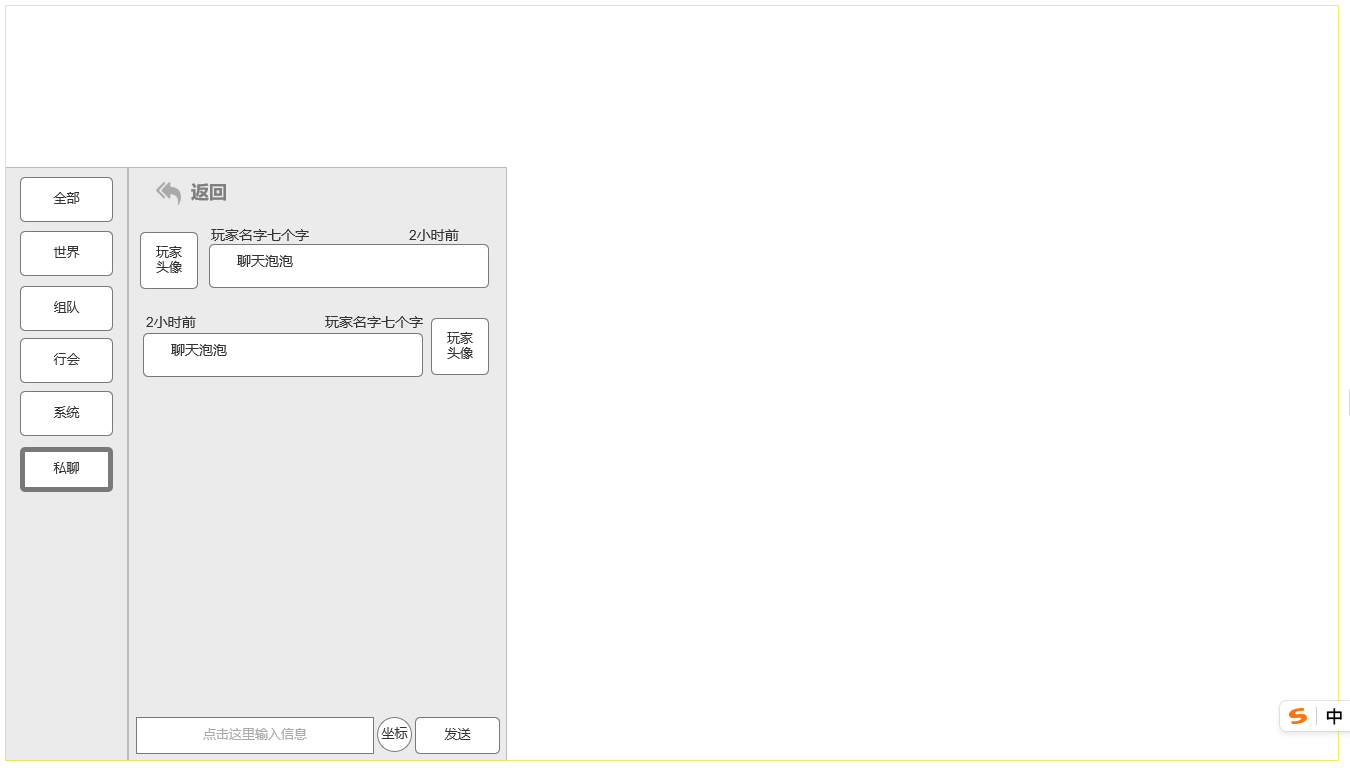 全部
世界
组队
行会
系统
私聊
返回
玩家名字七个字 2小时前
玩家
头像
聊天泡泡
2小时前 玩家名字七个字
聊天泡泡
玩家
头像
点击这里输入信息
坐标
发送
S
中